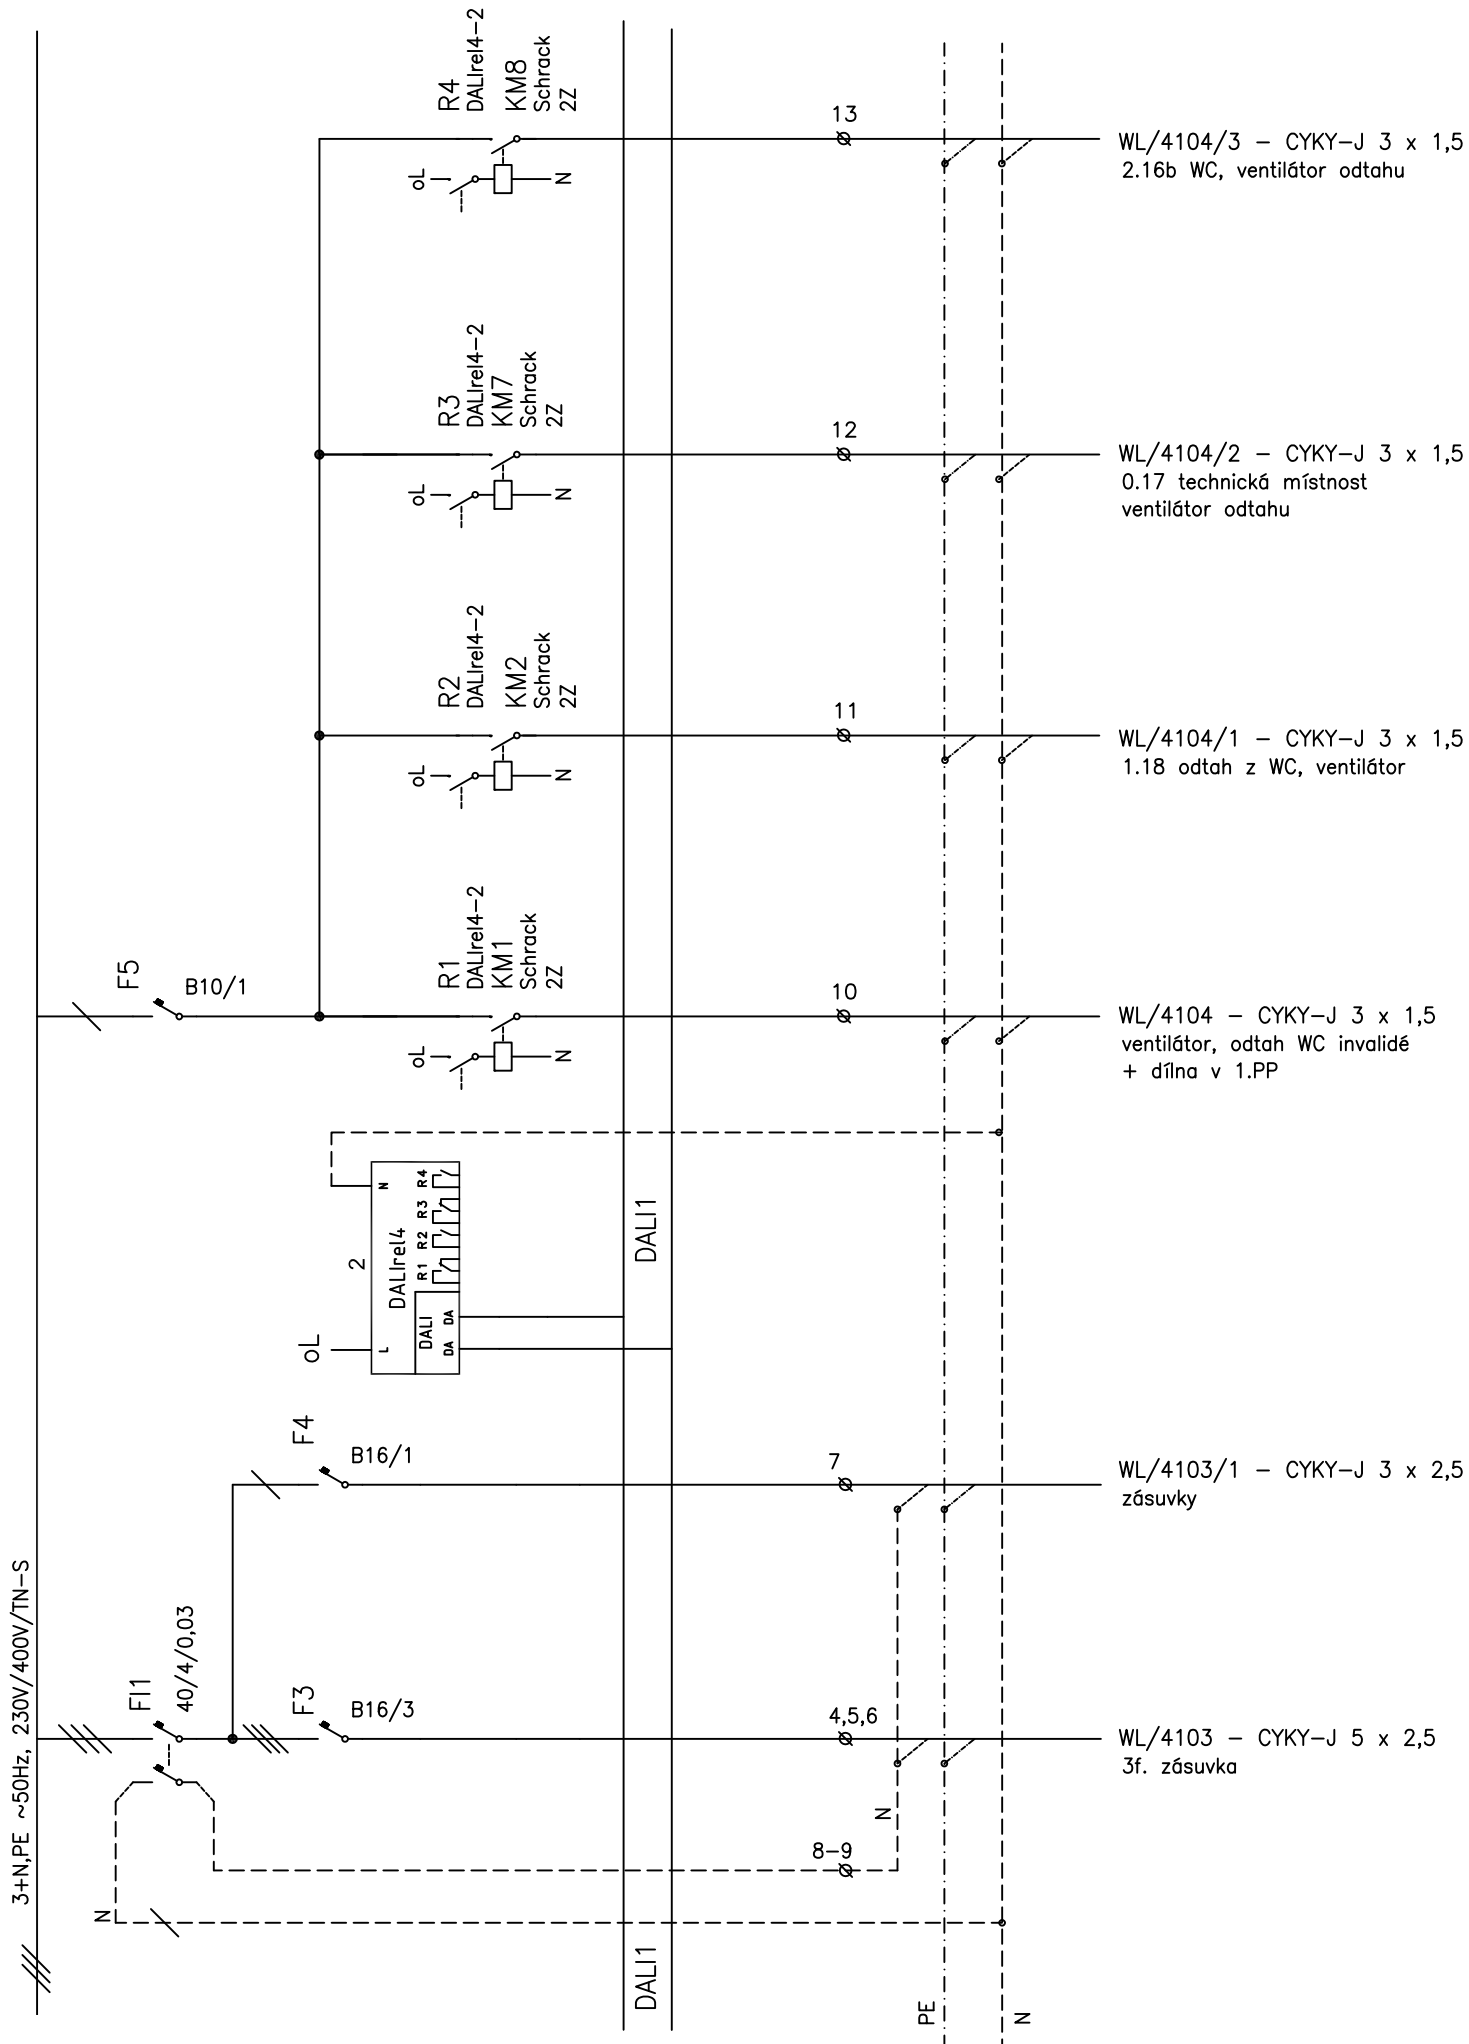 R4
DALIrel4-2
KM8
Schrack
2Z
oL
N
13
WL/4104/3 - CYKY-J 3 x 1,5
2.16b WC, ventilátor odtahu
R3
DALIrel4-2
KM7
Schrack
2Z
oL
N
12
WL/4104/2 - CYKY-J 3 x 1,5
0.17 technická místnost
ventilátor odtahu
R2
DALIrel4-2
KM2
Schrack
2Z
oL
N
11
WL/4104/1 - CYKY-J 3 x 1,5
1.18 odtah z WC, ventilátor
F5
B10/1
R1
DALIrel4-2
KM1
Schrack
2Z
oL
N
10
WL/4104 - CYKY-J 3 x 1,5
ventilátor, odtah WC invalidé
+ dílna v 1.PP
2
DALIrel4
L
N
R1 R2 R3 R4
DALI
DA DA
oL
DALI1
F4
B16/1
7
WL/4103/1 - CYKY-J 3 x 2,5
zásuvky
3+N,PE ~50Hz, 230V/400V/TN-S
FI1
40/4/0,03
F3
B16/3
4,5,6
WL/4103 - CYKY-J 5 x 2,5
3f. zásuvka
N
8-9
N
DALI1
PE
N